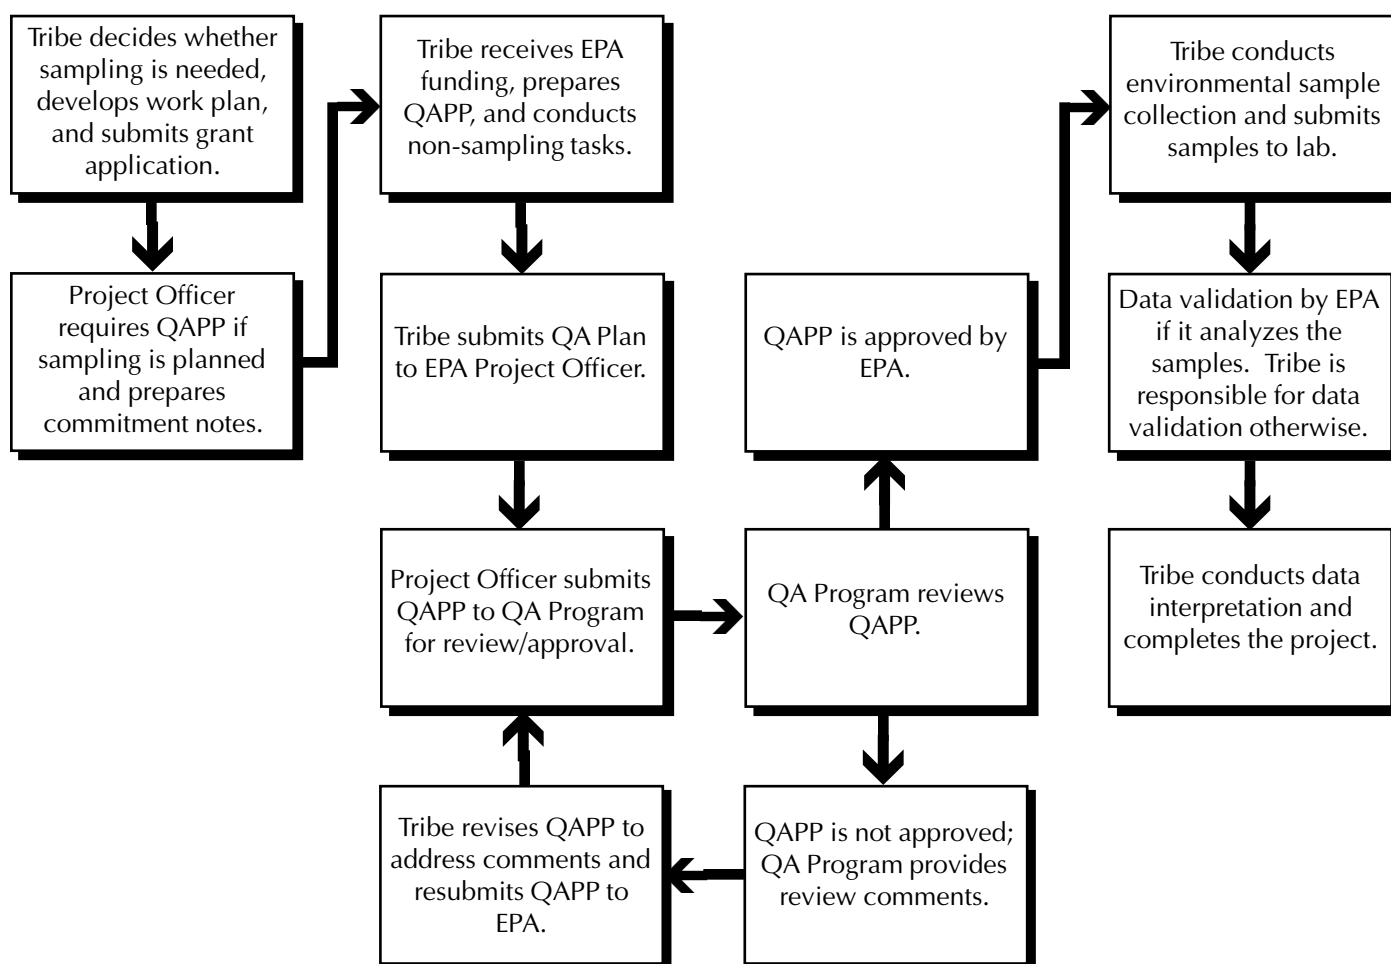 Tribe decides whether
sampling is needed,
develops work plan,
and submits grant
application.
Project Officer
requires QAPP if
sampling is planned
and prepares
commitment notes.
Tribe receives EPA
funding, prepares
QAPP, and conducts
non-sampling tasks.
Tribe submits QA Plan
to EPA Project Officer.
Project Officer submits
QAPP to QA Program
for review/approval.
QA Program reviews
QAPP.
QAPP is not approved;
QA Program provides
review comments.
Tribe revises QAPP to
address comments and
resubmits QAPP to
EPA.
QAPP is approved by
EPA.
Tribe conducts
environmental sample
collection and submits
samples to lab.
Data validation by EPA
if it analyzes the
samples.  Tribe is
responsible for data
validation otherwise.
Tribe conducts data
interpretation and
completes the project.